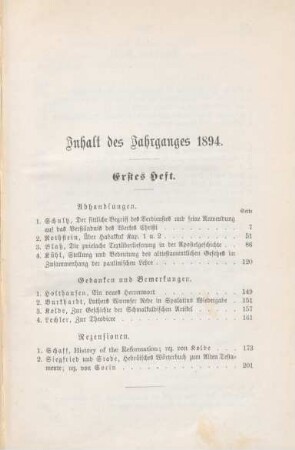 Inhalt des Jahrganges 1894.
Erstes Heft.
Abhandlungen.
Seite
1. Schultz, Der sittliche Begriff des Verdienstes und seine Anwendung
auf das Verständnis des Werkes Christi 1
2. Rothstein, Über Habakkuk Kap. 1 u. 2 51
3. Blaß, Die zwiefache Textüberlieferung in der Apostelgeschichte 86
4. Kühl, Stellung und Bedeutung des alttestamentlichen Gesetzes im
Zusammenhang der paulinischen Lehre 120
Gedanken und Bemerkungen.
1. Holtzhausen, Ein neues Herrenwort 149
2. Burkhardt, Luthers Wormser Rede in Spalatins Wiedergabe 151
3. Kolde, Zur Geschichte der Schmalkaldischen Artikel 157
4. Lechler, Zur Theodicee 161
Rezensionen.
1. Schaff, History of the Reformation; rez. von Kolde 173
2. Siegfried und Stade, Hebräisches Wörterbuch zum Alten Testa-
mente; rez. von 201